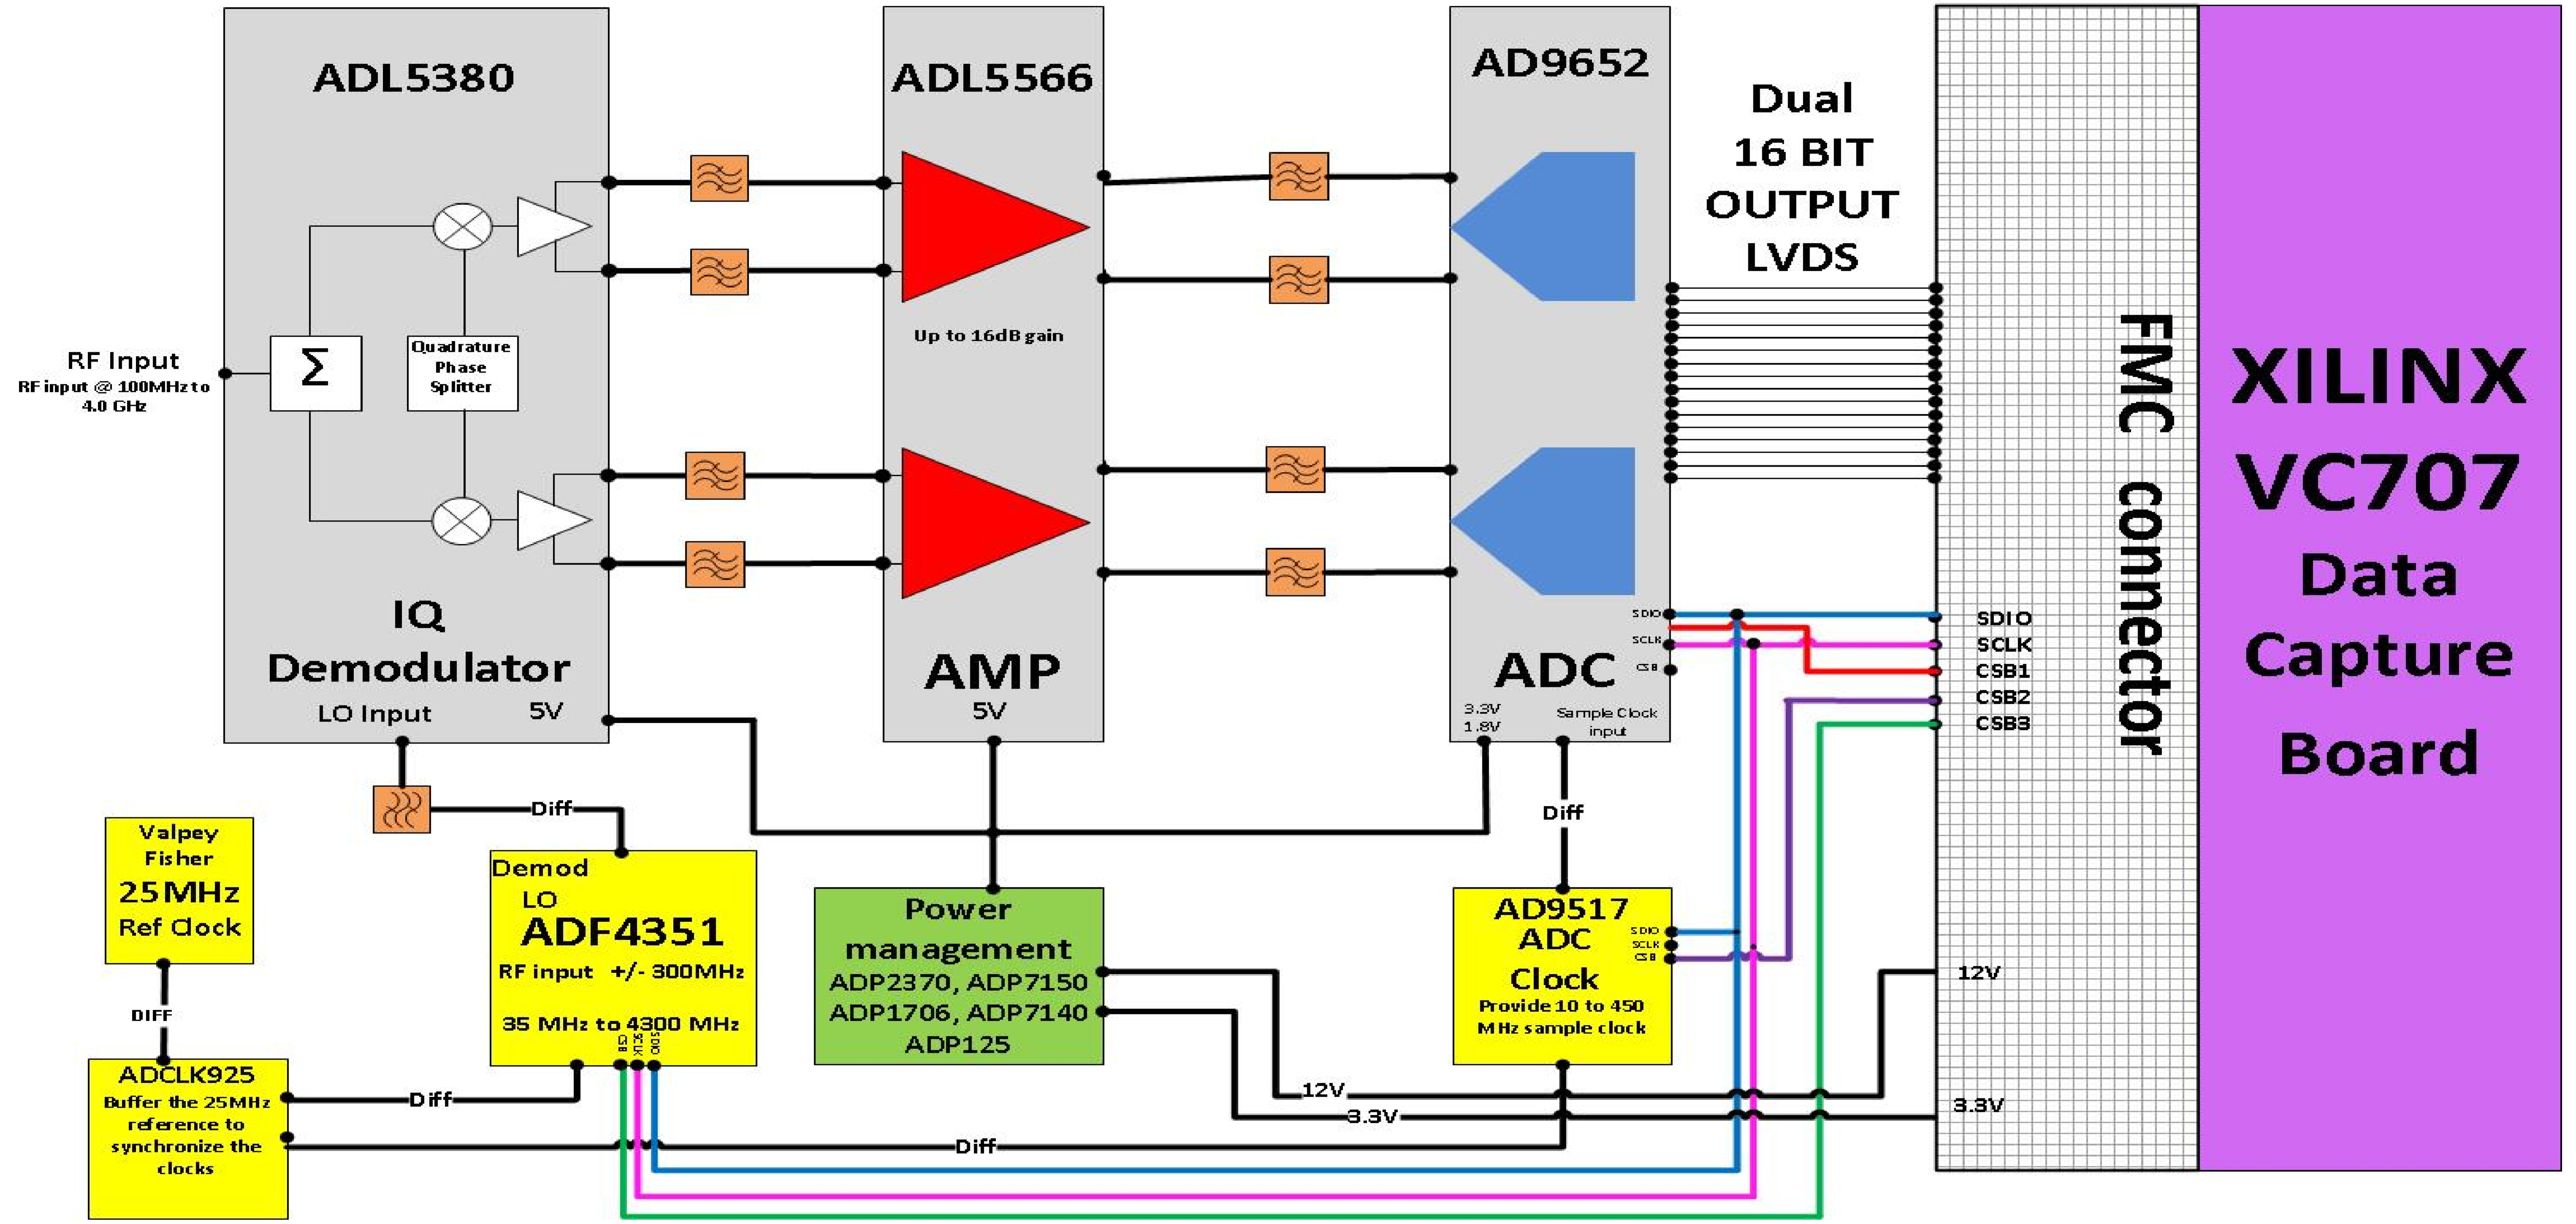 ADL5380
ADL5566
AD9652
Dual
16 BIT
OUTPUT
LVDS
RF Input
RF input @ 100MHz to
4.0 GHz
Σ
Quadrature
Phase
Splitter
Up to 16dB gain
IQ
Demodulator
LO Input
5V
AMP
5V
SDIO
SCLK
CSB
ADC
3.3V
1.8V
Sample Clock
input
FMC connector
SDIO
SCLK
CSB1
CSB2
CSB3
12V
3.3V
XILINX
VC707
Data
Capture
Board
Diff
Diff
Valpey
Fisher
25MHz
Ref Clock
DIFF
ADCLK925
Buffer the 25MHz
reference to
synchronize the
clocks
Demod
LO
ADF4351
RF input +/- 300MHz
35 MHz to 4300 MHz
CSB
SCLK
SDIO
Power
management
ADP2370, ADP7150
ADP1706, ADP7140
ADP125
AD9517
ADC
Clock
Provide 10 to 450
MHz sample clock
SDIO
SCLK
CSB
Diff
12V
3.3V
Diff